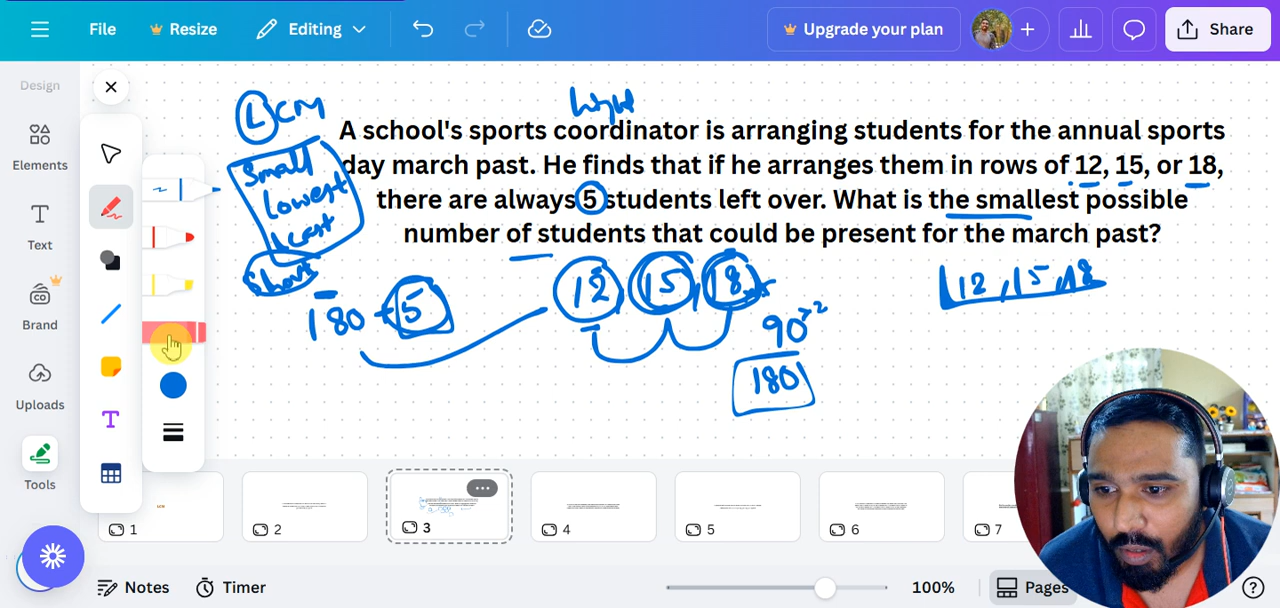 File
Resize
Editing
Upgrade your plan
Share
Design
Elements
Text
Brand
Uploads
Tools
LCM
Small
Lowest
Least
Short
A school's sports coordinator is arranging students for the annual sports
day march past. He finds that if he arranges them in rows of 12, 15, or 18,
there are always 5 students left over. What is the smallest possible
number of students that could be present for the march past?
12, 15, 18
12, 15, 18
180 + 5
90 × 2
180
1
2
3
4
5
6
7
Notes
Timer
100%
Pages